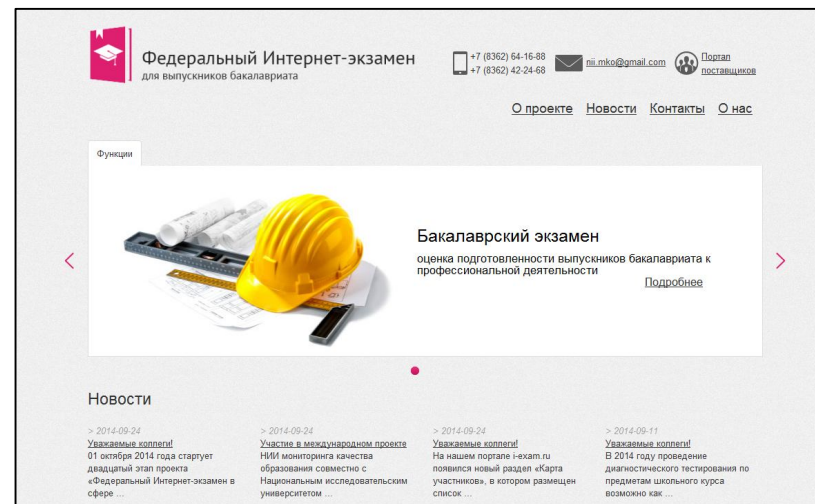 Федеральный Интернет-экзамен
для выпускников бакалавриата
+7 (8362) 64-16-88
+7 (8362) 42-24-68
nii.mko@gmail.com
Портал
поставщиков
О проекте Новости Контакты О нас
Функции
Бакалаврский экзамен
оценка подготовленности выпускников бакалавриата к
профессиональной деятельности
Подробнее
Новости
> 2014-09-24
Уважаемые коллеги!
01 октября 2014 года стартует
двадцатый этап проекта
«Федеральный Интернет-экзамен в
сфере ...
> 2014-09-24
Участие в международном проекте
НИИ мониторинга качества
образования совместно с
Национальным исследовательским
университетом ...
> 2014-09-24
Уважаемые коллеги!
На нашем портале i-exam.ru
появился новый раздел «Карта
участников», в котором размещен
список ...
> 2014-09-11
Уважаемые коллеги!
В 2014 году проведение
диагностического тестирования по
предметам школьного курса
возможно как ...